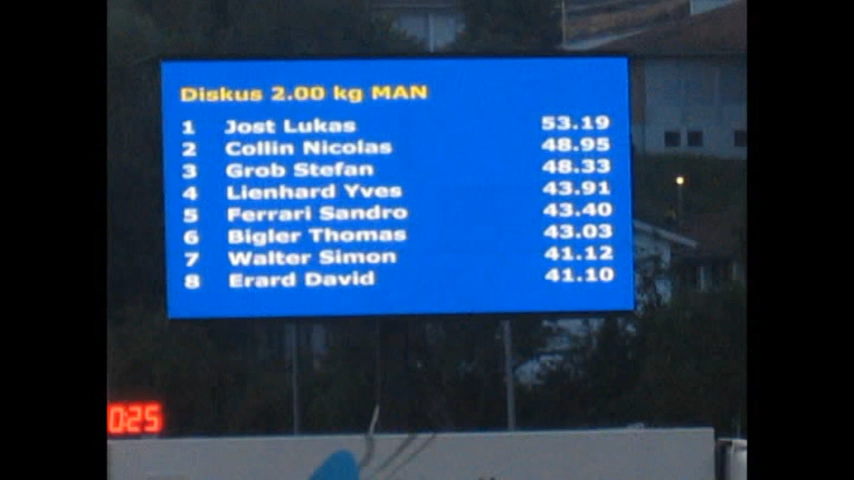 Diskus 2.00 kg MAN
1 Jost Lukas 53.19
2 Collin Nicolas 48.95
3 Grob Stefan 48.33
4 Lienhard Yves 43.91
5 Ferrari Sandro 43.40
6 Bigler Thomas 43.03
7 Walter Simon 41.12
8 Erard David 41.10
0:25